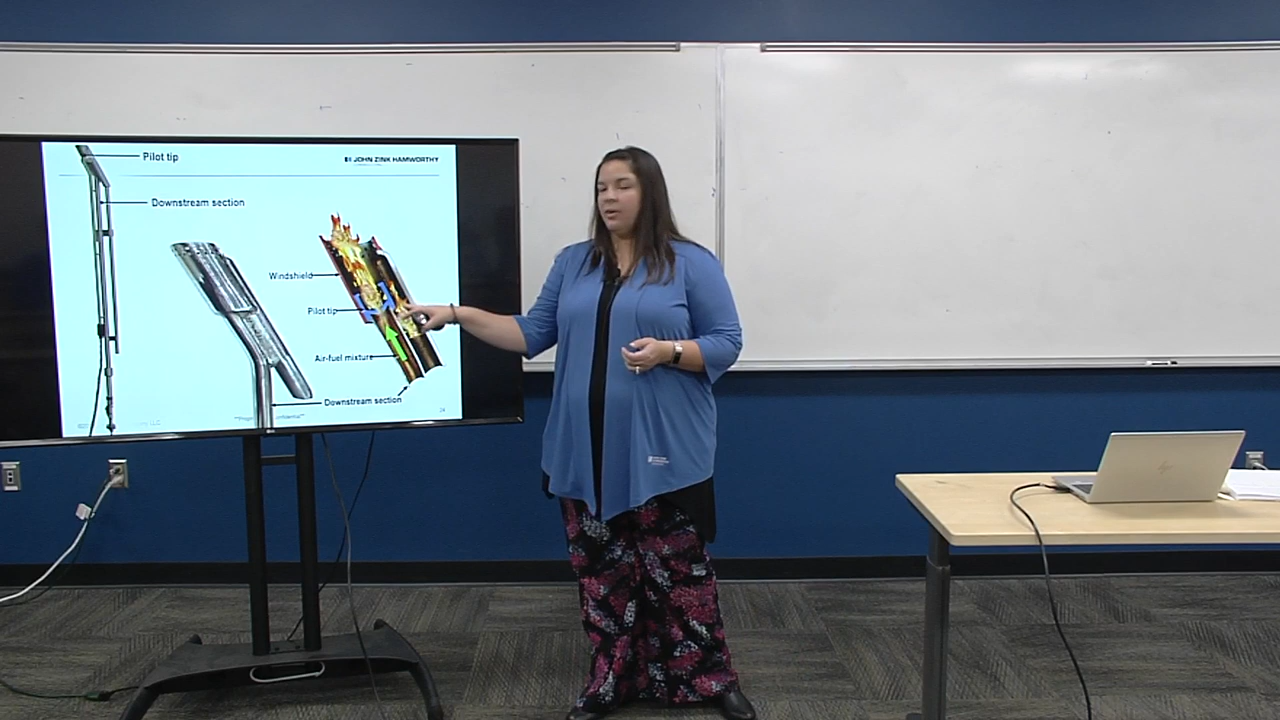 Pilot tip
JOHN ZINK HAMWORTHY
Downstream section
Windshield
Pilot tip
Air-fuel mixture
Downstream section
24